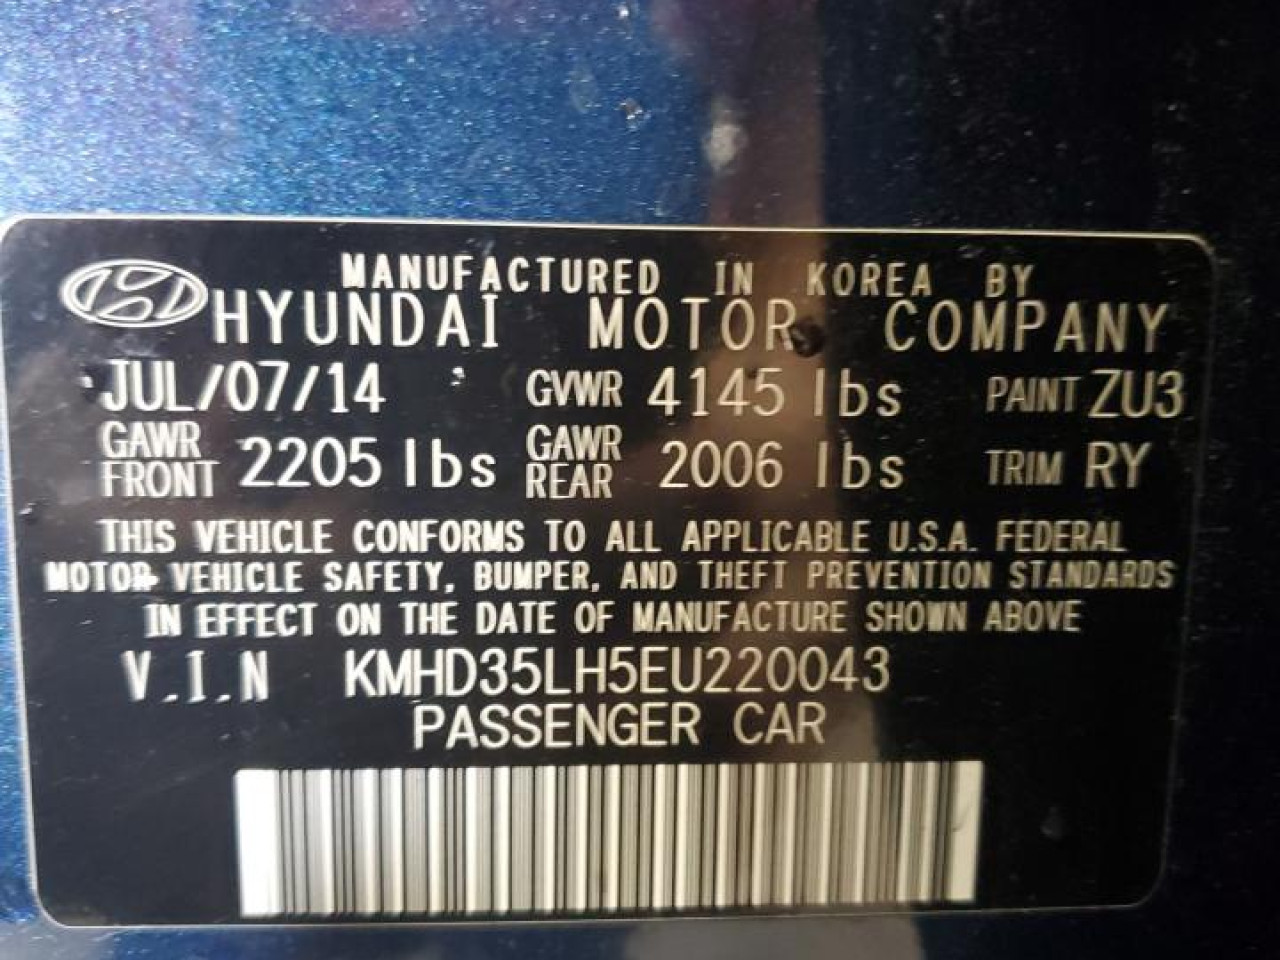 MANUFACTURED IN KOREA BY
HYUNDAI MOTOR COMPANY
JUL/07/14 GVWR 4145 lbs PAINT ZU3
GAWR FRONT 2205 lbs GAWR REAR 2006 lbs TRIM RY
THIS VEHICLE CONFORMS TO ALL APPLICABLE U.S.A. FEDERAL
MOTOR VEHICLE SAFETY, BUMPER, AND THEFT PREVENTION STANDARDS
IN EFFECT ON THE DATE OF MANUFACTURE SHOWN ABOVE
V.I.N KMHD35LH5EU220043
PASSENGER CAR